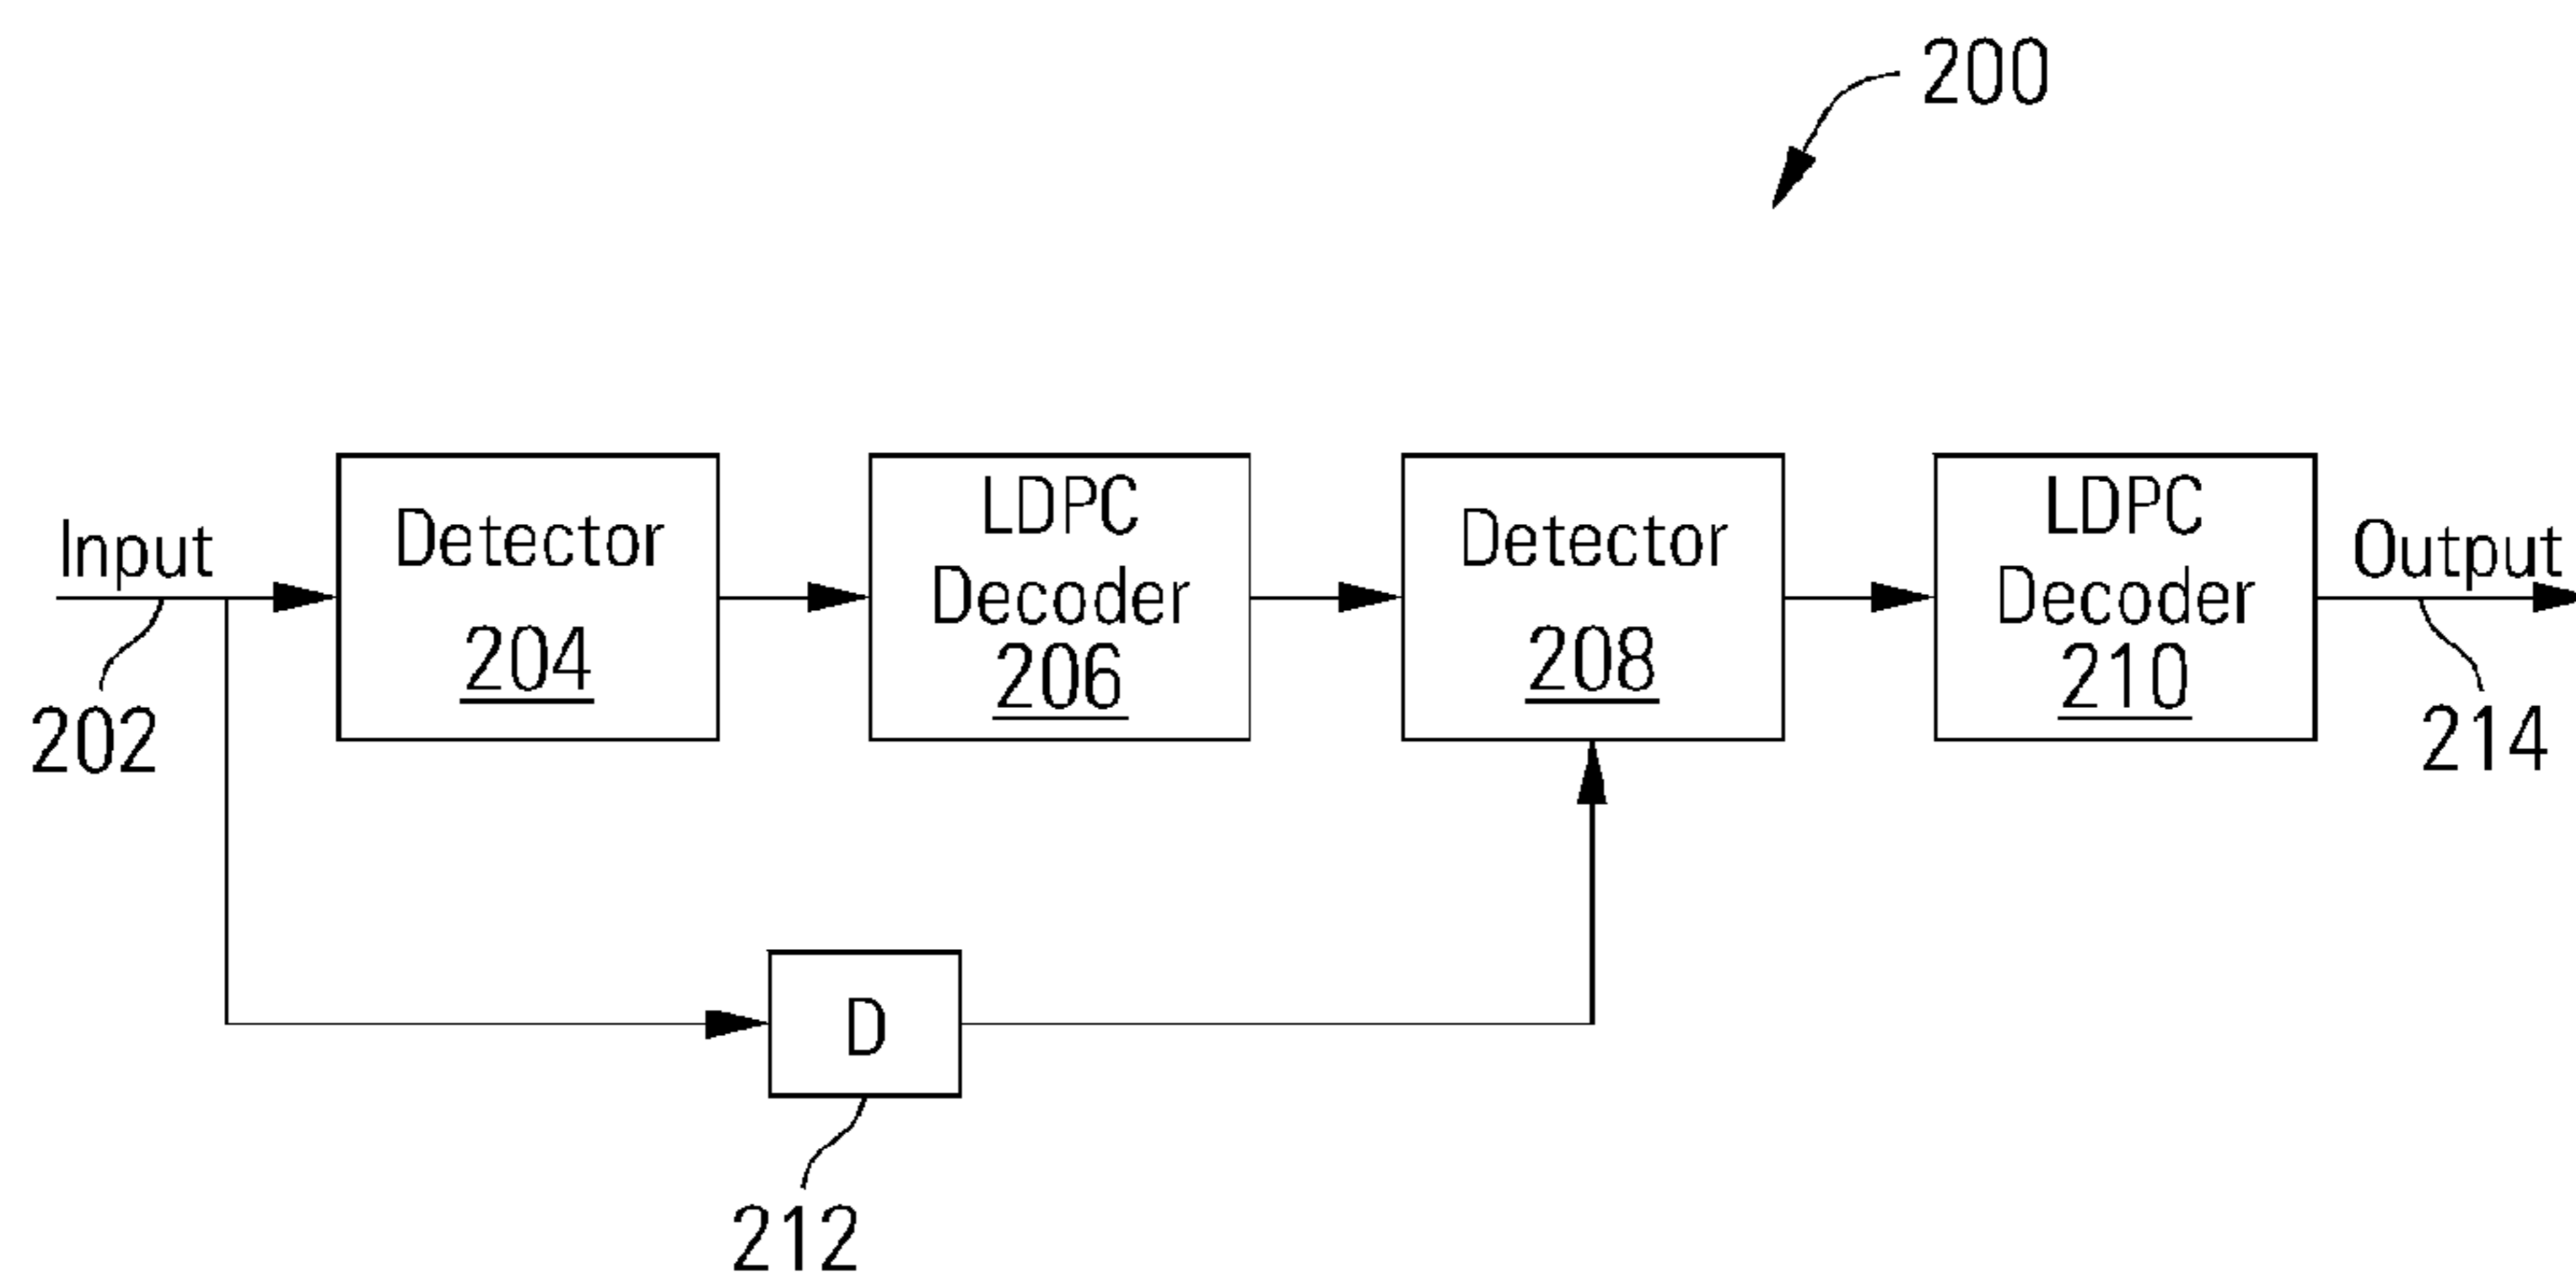 200
Input
202
Detector
204
LDPC
Decoder
206
Detector
208
LDPC
Decoder
210
Output
214
D
212